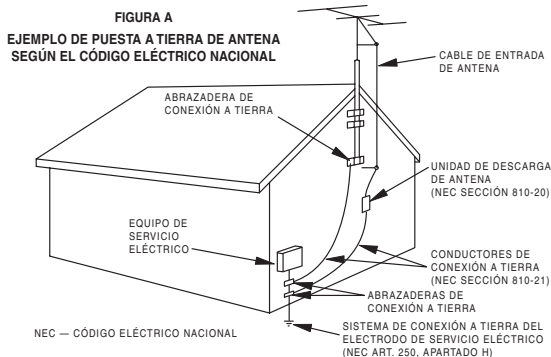 FIGURA A
EJEMPLO DE PUESTA A TIERRA DE ANTENA
SEGÚN EL CÓDIGO ELÉCTRICO NACIONAL
CABLE DE ENTRADA
DE ANTENA
ABRAZADERA DE
CONEXIÓN A TIERRA
UNIDAD DE DESCARGA
DE ANTENA
(NEC SECCIÓN 810-20)
EQUIPO DE
SERVICIO
ELÉCTRICO
CONDUCTORES DE
CONEXIÓN A TIERRA
(NEC SECCIÓN 810-21)
ABRAZADERAS DE
CONEXIÓN A TIERRA
NEC — CÓDIGO ELÉCTRICO NACIONAL
SISTEMA DE CONEXIÓN A TIERRA DEL
ELECTRODO DE SERVICIO ELÉCTRICO
(NEC ART. 250, APARTADO H)